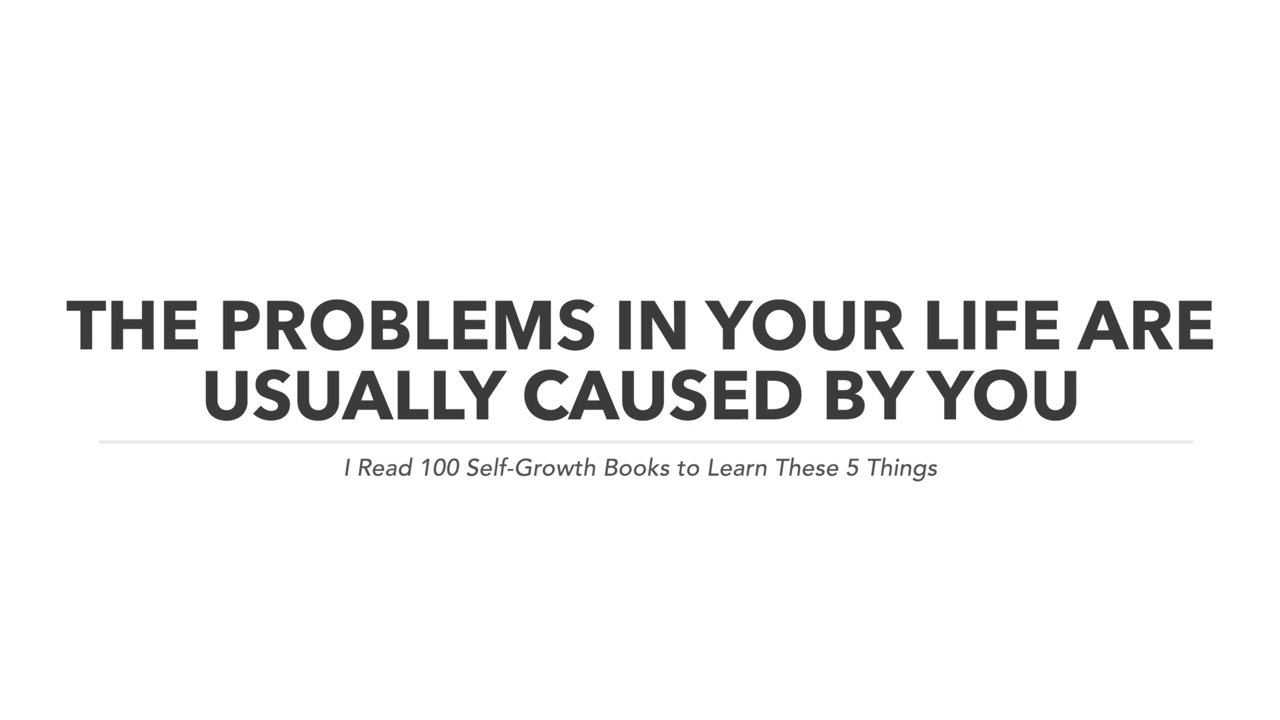 THE PROBLEMS IN YOUR LIFE ARE
USUALLY CAUSED BY YOU
I Read 100 Self-Growth Books to Learn These 5 Things